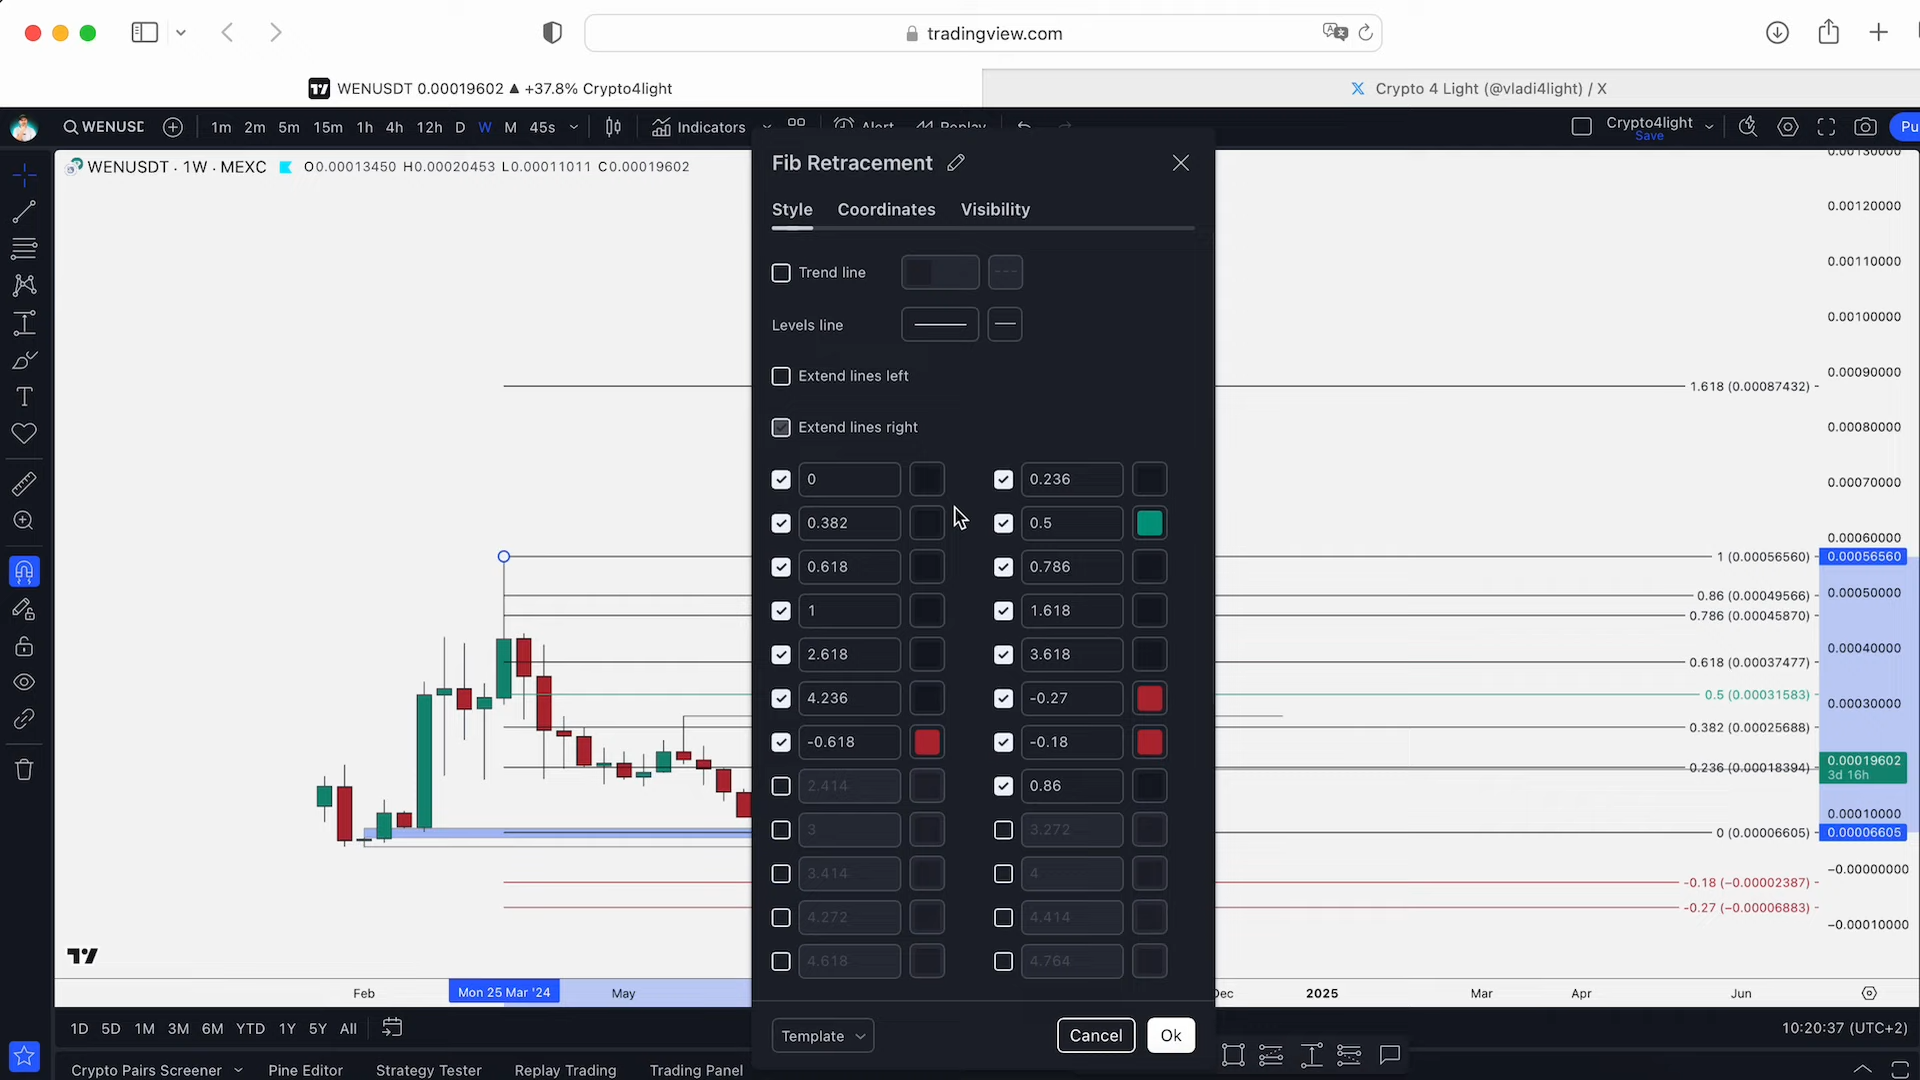 tradingview.com
WENUSDT 0.00019602 ▲ +37.8% Crypto4light
Crypto 4 Light (@vladi4light) / X
WENUSD 1m 2m 5m 15m 1h 4h 12h D W M 45s Indicators Alert Replay Crypto4light Save Pu
WENUSDT · 1W · MEXC O0.00013450 H0.00020453 L0.00011011 C0.00019602
Fib Retracement
Style Coordinates Visibility
Trend line
Levels line
Extend lines left
Extend lines right
0 0.236
0.382 0.5
0.618 0.786
1 1.618
2.618 3.618
4.236 -0.27
-0.618 -0.18
2.414 0.86
3 3.272
3.414 4
4.272 4.414
4.618 4.764
Template Cancel Ok
0.00130000
0.00120000
0.00110000
0.00100000
0.00090000
1.618 (0.00087432)
0.00080000
0.00070000
0.00060000
1 (0.00056560) 0.00056560
0.86 (0.00049566) 0.00050000
0.786 (0.00045870)
0.00040000
0.618 (0.00037477)
0.5 (0.00031583) 0.00030000
0.382 (0.00025688)
0.236 (0.00018394) 0.00019602
3d 16h
0.00010000
0 (0.00006605) 0.00006605
−0.00000000
-0.18 (−0.00002387)
-0.27 (−0.00006883)
−0.00010000
Feb Mon 25 Mar '24 May Dec 2025 Mar Apr Jun
1D 5D 1M 3M 6M YTD 1Y 5Y All 10:20:37 (UTC+2)
Crypto Pairs Screener Pine Editor Strategy Tester Replay Trading Trading Panel